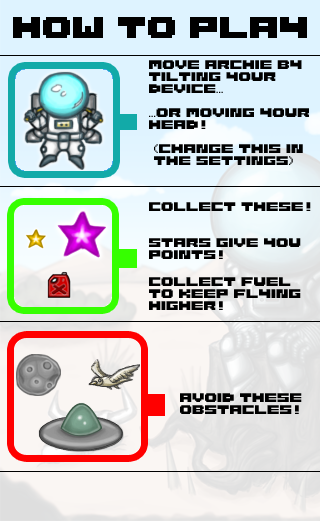 HOW TO PLAY
MOVE ARCHIE BY
TILTING YOUR
DEVICE...
...OR MOVING YOUR
HEAD!
(CHANGE THIS IN
THE SETTINGS)
COLLECT THESE!
STARS GIVE YOU
POINTS!
COLLECT FUEL
TO KEEP FLYING
HIGHER!
AVOID THESE
OBSTACLES!